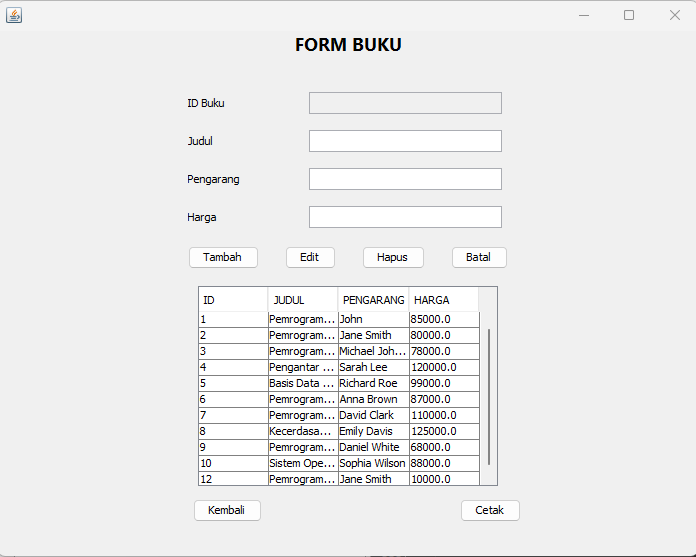 FORM BUKU
ID Buku
Judul
Pengarang
Harga
Tambah Edit Hapus Batal
ID JUDUL PENGARANG HARGA
1 Pemrogram... John 85000.0
2 Pemrogram... Jane Smith 80000.0
3 Pemrogram... Michael Joh... 78000.0
4 Pengantar ... Sarah Lee 120000.0
5 Basis Data ... Richard Roe 99000.0
6 Pemrogram... Anna Brown 87000.0
7 Pemrogram... David Clark 110000.0
8 Kecerdasa... Emily Davis 125000.0
9 Pemrogram... Daniel White 68000.0
10 Sistem Ope... Sophia Wilson 88000.0
12 Pemrogram... Jane Smith 10000.0
Kembali Cetak